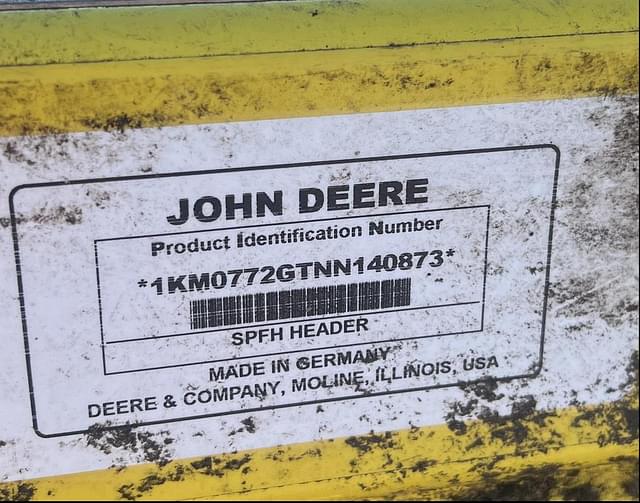 JOHN DEERE
Product Identification Number
*1KM0772GTNN140873*
SPFH HEADER
MADE IN GERMANY
DEERE & COMPANY, MOLINE, ILLINOIS, USA